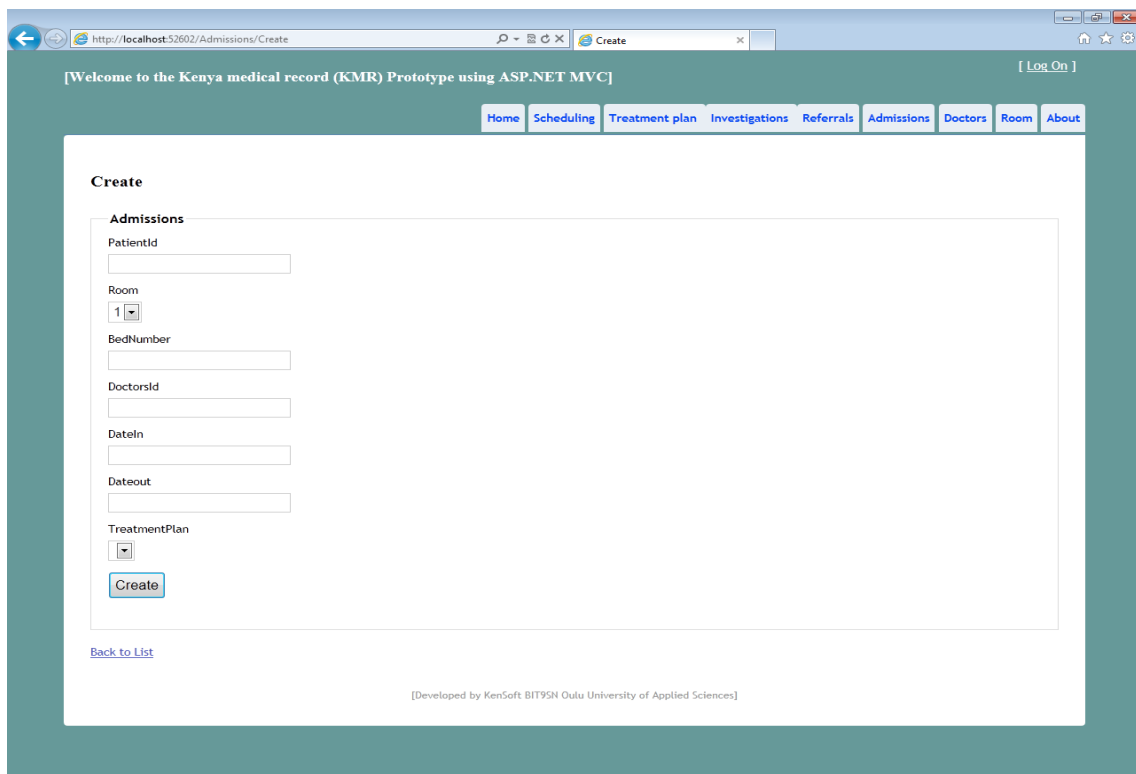 http://localhost:52602/Admissions/Create
Create
[Welcome to the Kenya medical record (KMR) Prototype using ASP.NET MVC]
[ Log On ]
Home Scheduling Treatment plan Investigations Referrals Admissions Doctors Room About
Create
Admissions
PatientId
Room
1
BedNumber
DoctorsId
DateIn
Dateout
TreatmentPlan
Create
Back to List
[Developed by KenSoft BIT9SN Oulu University of Applied Sciences]